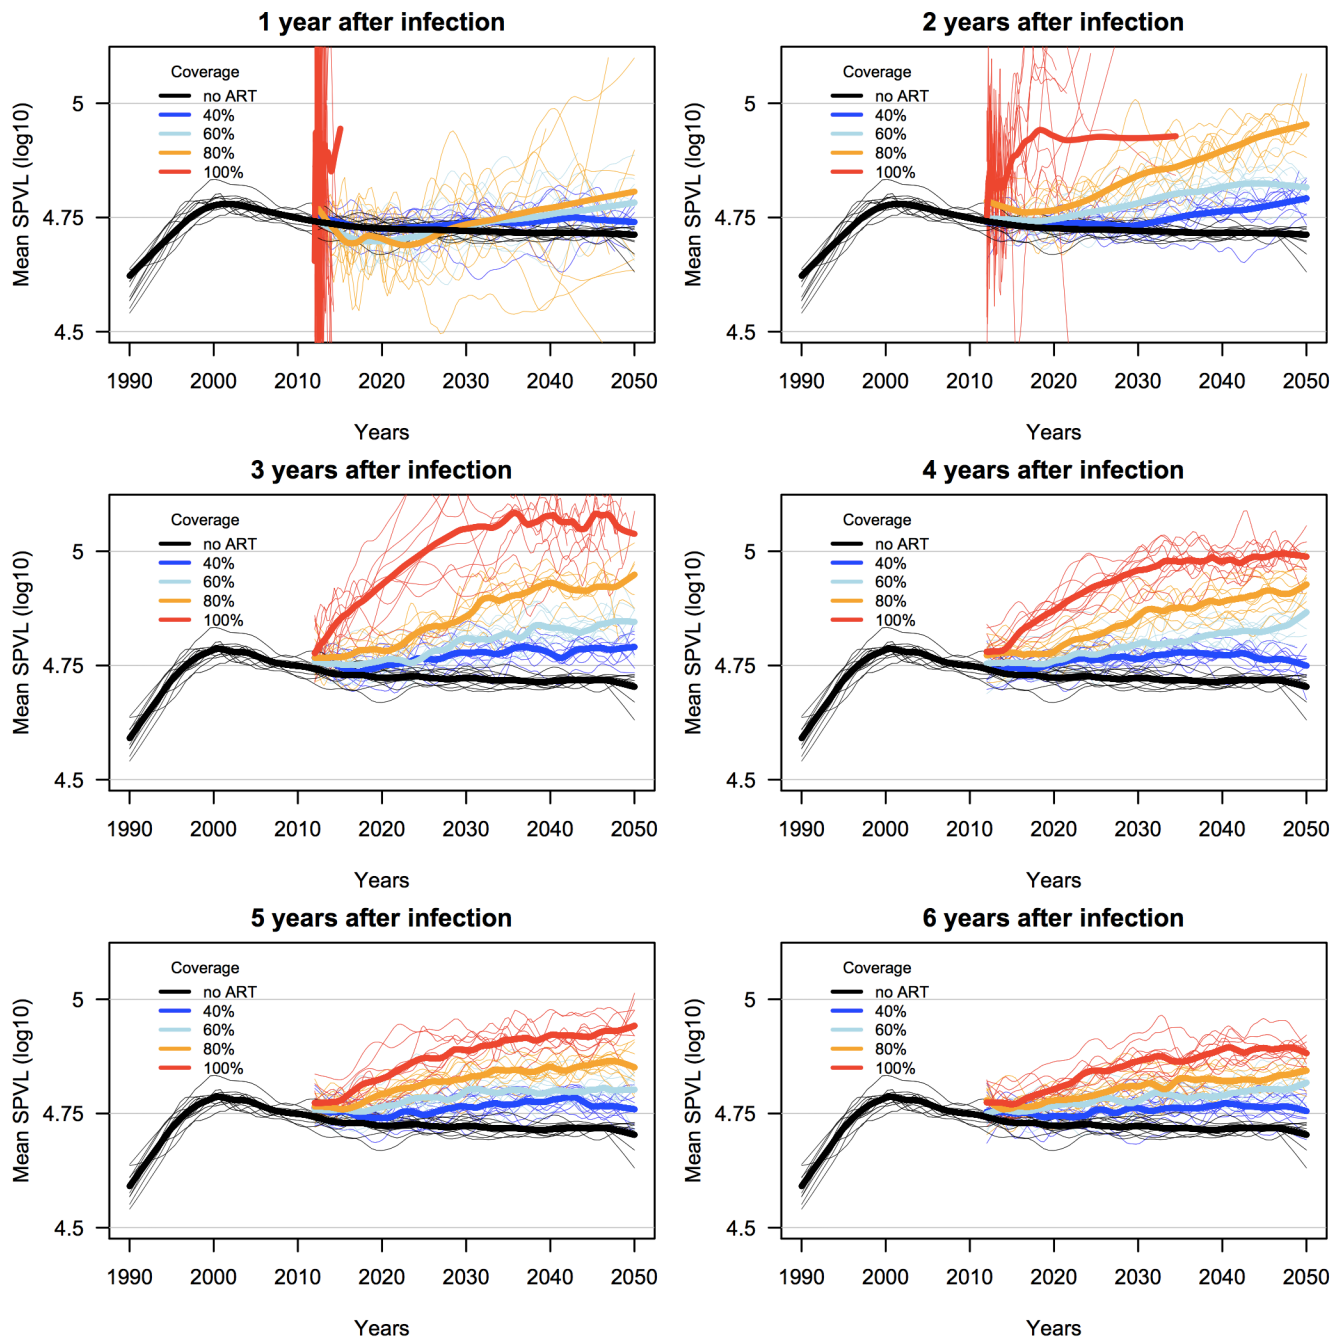 1 year after infection
Mean SPVL (log10)
5
4.75
4.5
Coverage
no ART
40%
60%
80%
100%
1990 2000 2010 2020 2030 2040 2050
Years
2 years after infection
Mean SPVL (log10)
5
4.75
4.5
Coverage
no ART
40%
60%
80%
100%
1990 2000 2010 2020 2030 2040 2050
Years
3 years after infection
Mean SPVL (log10)
5
4.75
4.5
Coverage
no ART
40%
60%
80%
100%
1990 2000 2010 2020 2030 2040 2050
Years
4 years after infection
Mean SPVL (log10)
5
4.75
4.5
Coverage
no ART
40%
60%
80%
100%
1990 2000 2010 2020 2030 2040 2050
Years
5 years after infection
Mean SPVL (log10)
5
4.75
4.5
Coverage
no ART
40%
60%
80%
100%
1990 2000 2010 2020 2030 2040 2050
Years
6 years after infection
Mean SPVL (log10)
5
4.75
4.5
Coverage
no ART
40%
60%
80%
100%
1990 2000 2010 2020 2030 2040 2050
Years